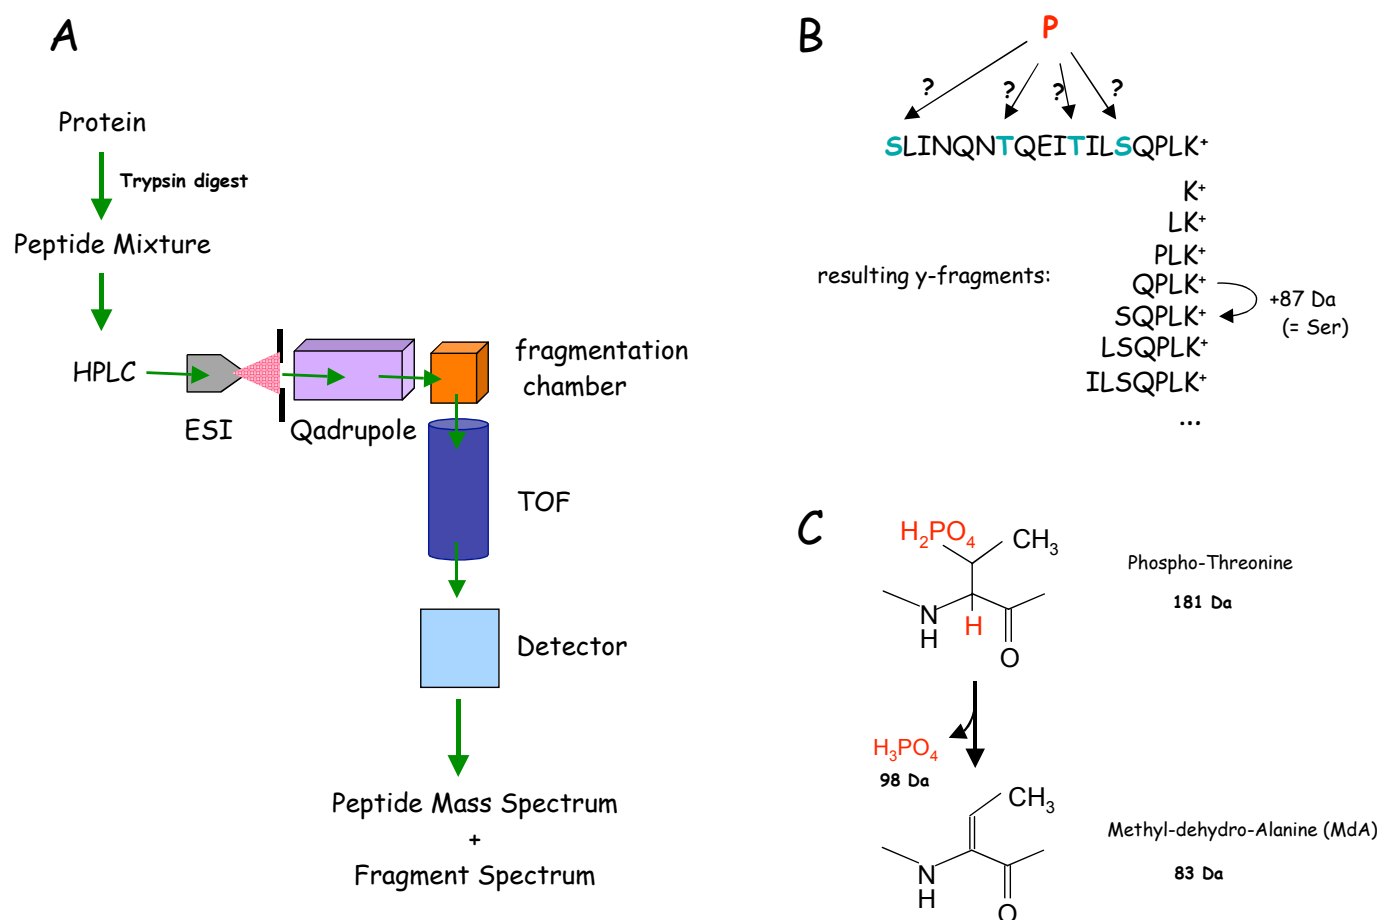 A
Protein
Trypsin digest
Peptide Mixture
HPLC
ESI
Qadrupole
fragmentation
chamber
TOF
Detector
Peptide Mass Spectrum
+
Fragment Spectrum
B
P
? ? ? ?
SLINQNTQEITILSQPLK+
resulting y-fragments:
K+
LK+
PLK+
QPLK+
SQPLK+
LSQPLK+
ILSQPLK+
...
+87 Da
(= Ser)
C
H2PO4
CH3
N
H
H
O
Phospho-Threonine
181 Da
H3PO4
98 Da
CH3
N
H
O
Methyl-dehydro-Alanine (MdA)
83 Da